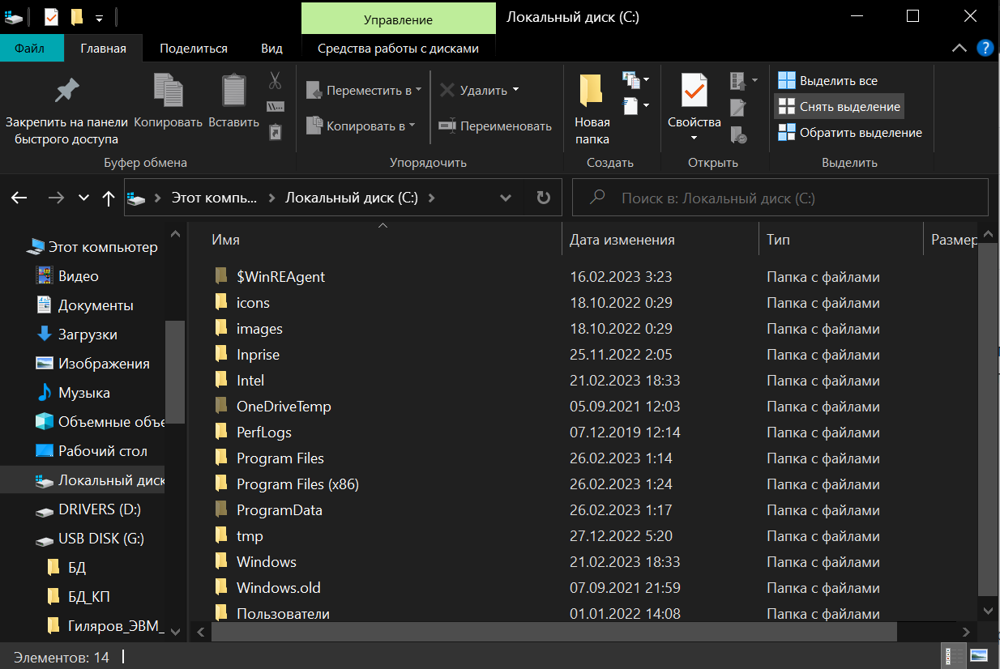 Управление
Локальный диск (C:)
Файл
Главная
Поделиться
Вид
Средства работы с дисками
Закрепить на панели
быстрого доступа
Копировать
Вставить
Переместить в
Копировать в
Удалить
Переименовать
Новая
папка
Свойства
Выделить все
Снять выделение
Обратить выделение
Буфер обмена
Упорядочить
Создать
Открыть
Выделить
Этот компь...
Локальный диск (C:)
Поиск в: Локальный диск (C:)
Этот компьютер
Видео
Документы
Загрузки
Изображения
Музыка
Объемные объе
Рабочий стол
Локальный диск
DRIVERS (D:)
USB DISK (G:)
БД
БД_КП
Гиляров_ЭВМ_
Имя Дата изменения Тип Размер
$WinREAgent 16.02.2023 3:23 Папка с файлами
icons 18.10.2022 0:29 Папка с файлами
images 18.10.2022 0:29 Папка с файлами
Inprise 25.11.2022 2:05 Папка с файлами
Intel 21.02.2023 18:33 Папка с файлами
OneDriveTemp 05.09.2021 12:03 Папка с файлами
PerfLogs 07.12.2019 12:14 Папка с файлами
Program Files 26.02.2023 1:14 Папка с файлами
Program Files (x86) 26.02.2023 1:24 Папка с файлами
ProgramData 26.02.2023 1:17 Папка с файлами
tmp 27.12.2022 5:20 Папка с файлами
Windows 21.02.2023 18:33 Папка с файлами
Windows.old 07.09.2021 21:59 Папка с файлами
Пользователи 01.01.2022 14:08 Папка с файлами
Элементов: 14